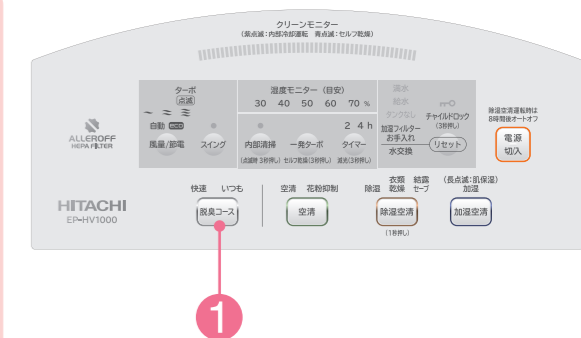 クリーンモニター
(紫点滅:内部冷却運転 青点滅:セルフ乾燥)
ターボ
点滅
湿度モニター(目安)
30 40 50 60 70 %
満水
給水
タンクなし
加湿フィルター
お手入れ
水交換
チャイルドロック
(3秒押し)
リセット
除湿空清運転時は
8時間後オートオフ
電源
切/入
自動 eco
風量/節電
スイング
内部清掃
(点滅時 3秒押し)
一発ターボ
セルフ乾燥(3秒押し)
2 4 h
タイマー
減光(3秒押し)
ALLEROFF
HEPA FILTER
HITACHI
EP-HV1000
快速 いつも
脱臭コース
空清 花粉抑制
空清
衣類 結露
除湿 乾燥 セーブ
除湿空清
(1秒押し)
(長点滅:肌保湿)
加湿
加湿空清
1